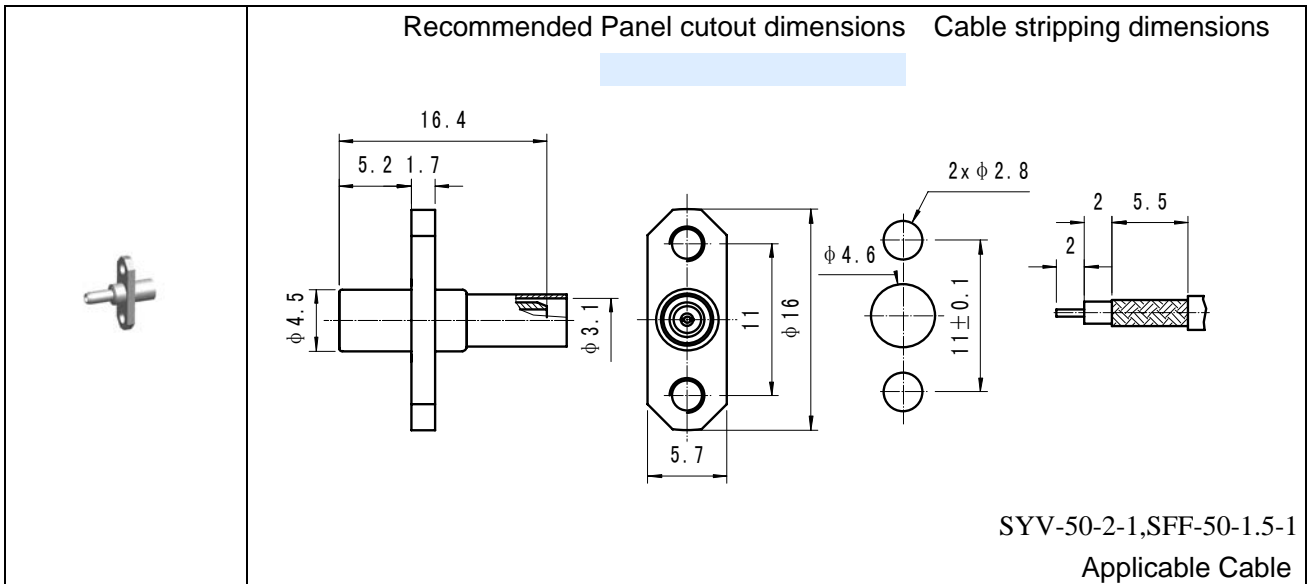 Recommended Panel cutout dimensions Cable stripping dimensions
16.4
5.2 1.7
φ4.5
φ3.1
11
φ16
5.7
2xφ2.8
φ4.6
11±0.1
2 5.5
2
SYV-50-2-1,SFF-50-1.5-1
Applicable Cable